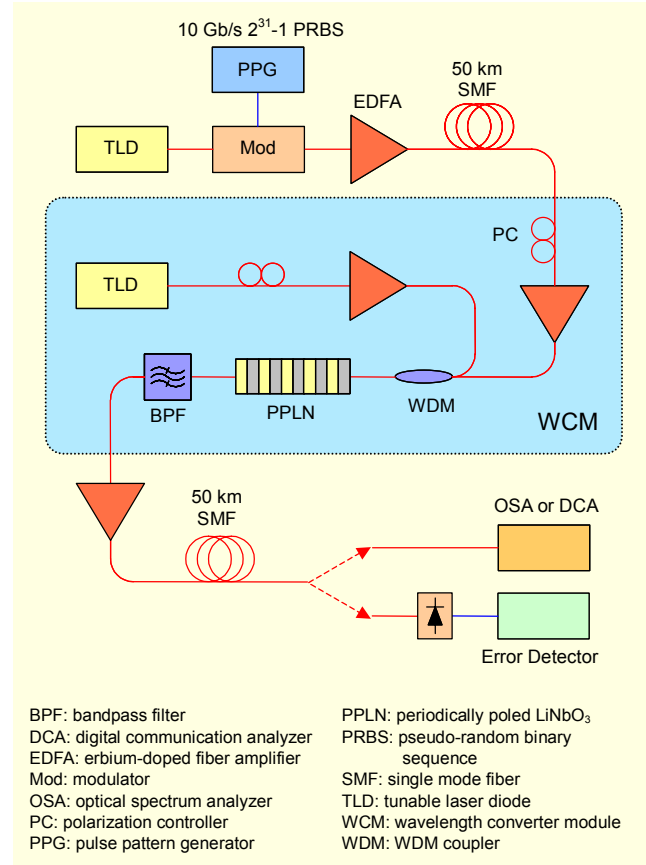 10 Gb/s 2³¹-1 PRBS
PPG
50 km
SMF
EDFA
TLD
Mod
PC
TLD
BPF
PPLN
WDM
WCM
50 km
SMF
OSA or DCA
Error Detector
BPF: bandpass filter
DCA: digital communication analyzer
EDFA: erbium-doped fiber amplifier
Mod: modulator
OSA: optical spectrum analyzer
PC: polarization controller
PPG: pulse pattern generator
PPLN: periodically poled LiNbO₃
PRBS: pseudo-random binary
sequence
SMF: single mode fiber
TLD: tunable laser diode
WCM: wavelength converter module
WDM: WDM coupler